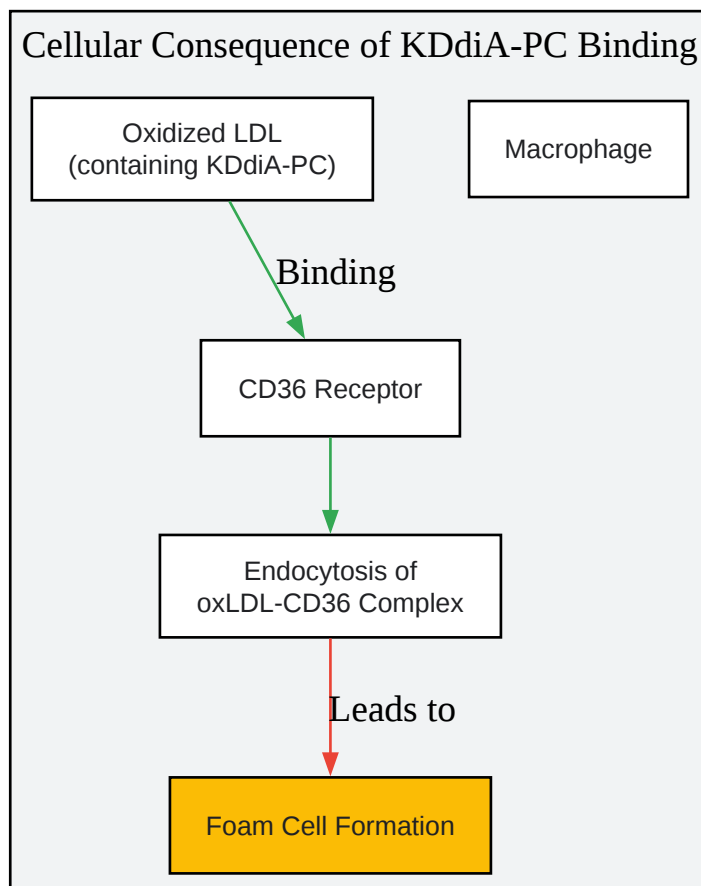 Cellular Consequence of KDdiA-PC Binding
Oxidized LDL
(containing KDdiA-PC)
Macrophage
Binding
CD36 Receptor
Endocytosis of
oxLDL-CD36 Complex
Leads to
Foam Cell Formation